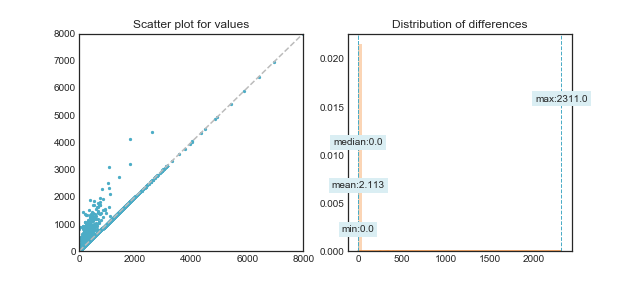 Scatter plot for values
8000
7000
6000
5000
4000
3000
2000
1000
0
0 2000 4000 6000 8000
Distribution of differences
0.020
0.015
0.010
0.005
0.000
max:2311.0
median:0.0
mean:2.113
min:0.0
0 500 1000 1500 2000